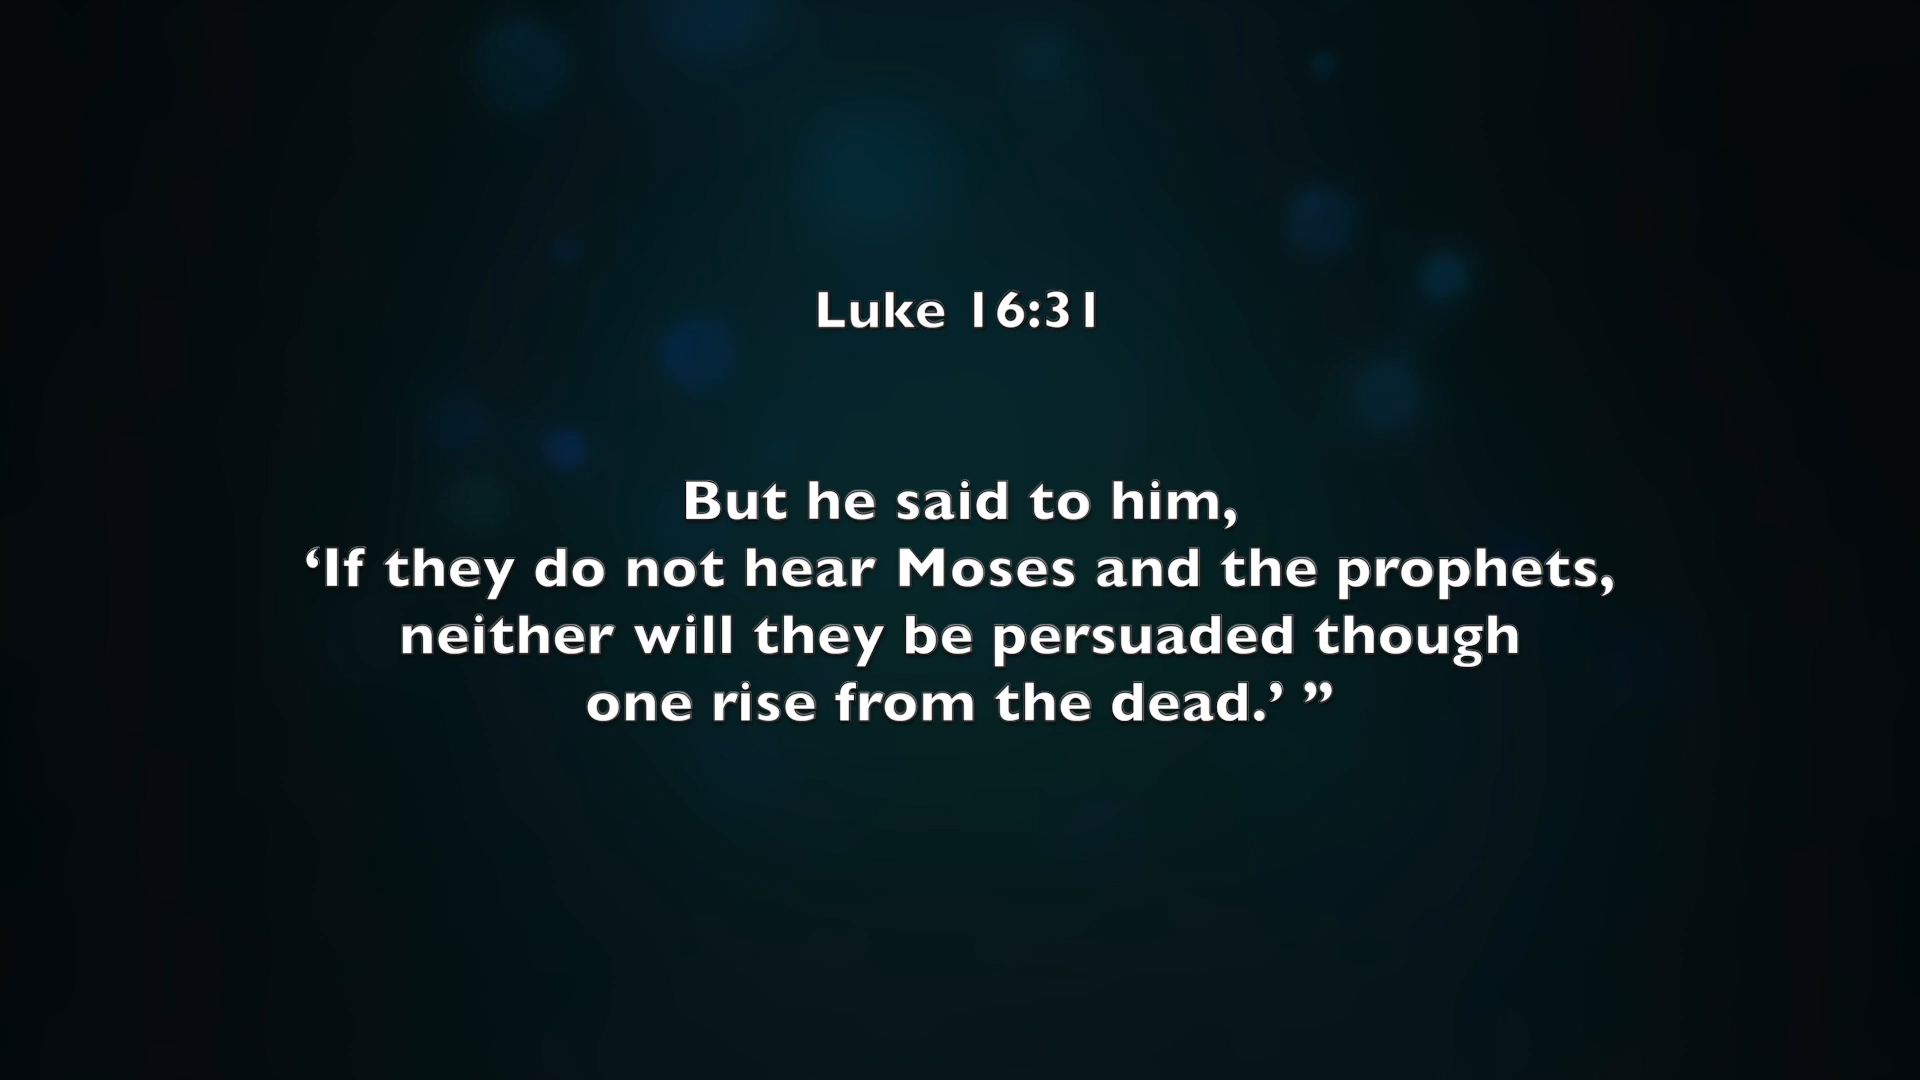 Luke 16:31
But he said to him,
‘If they do not hear Moses and the prophets,
neither will they be persuaded though
one rise from the dead.’ ”